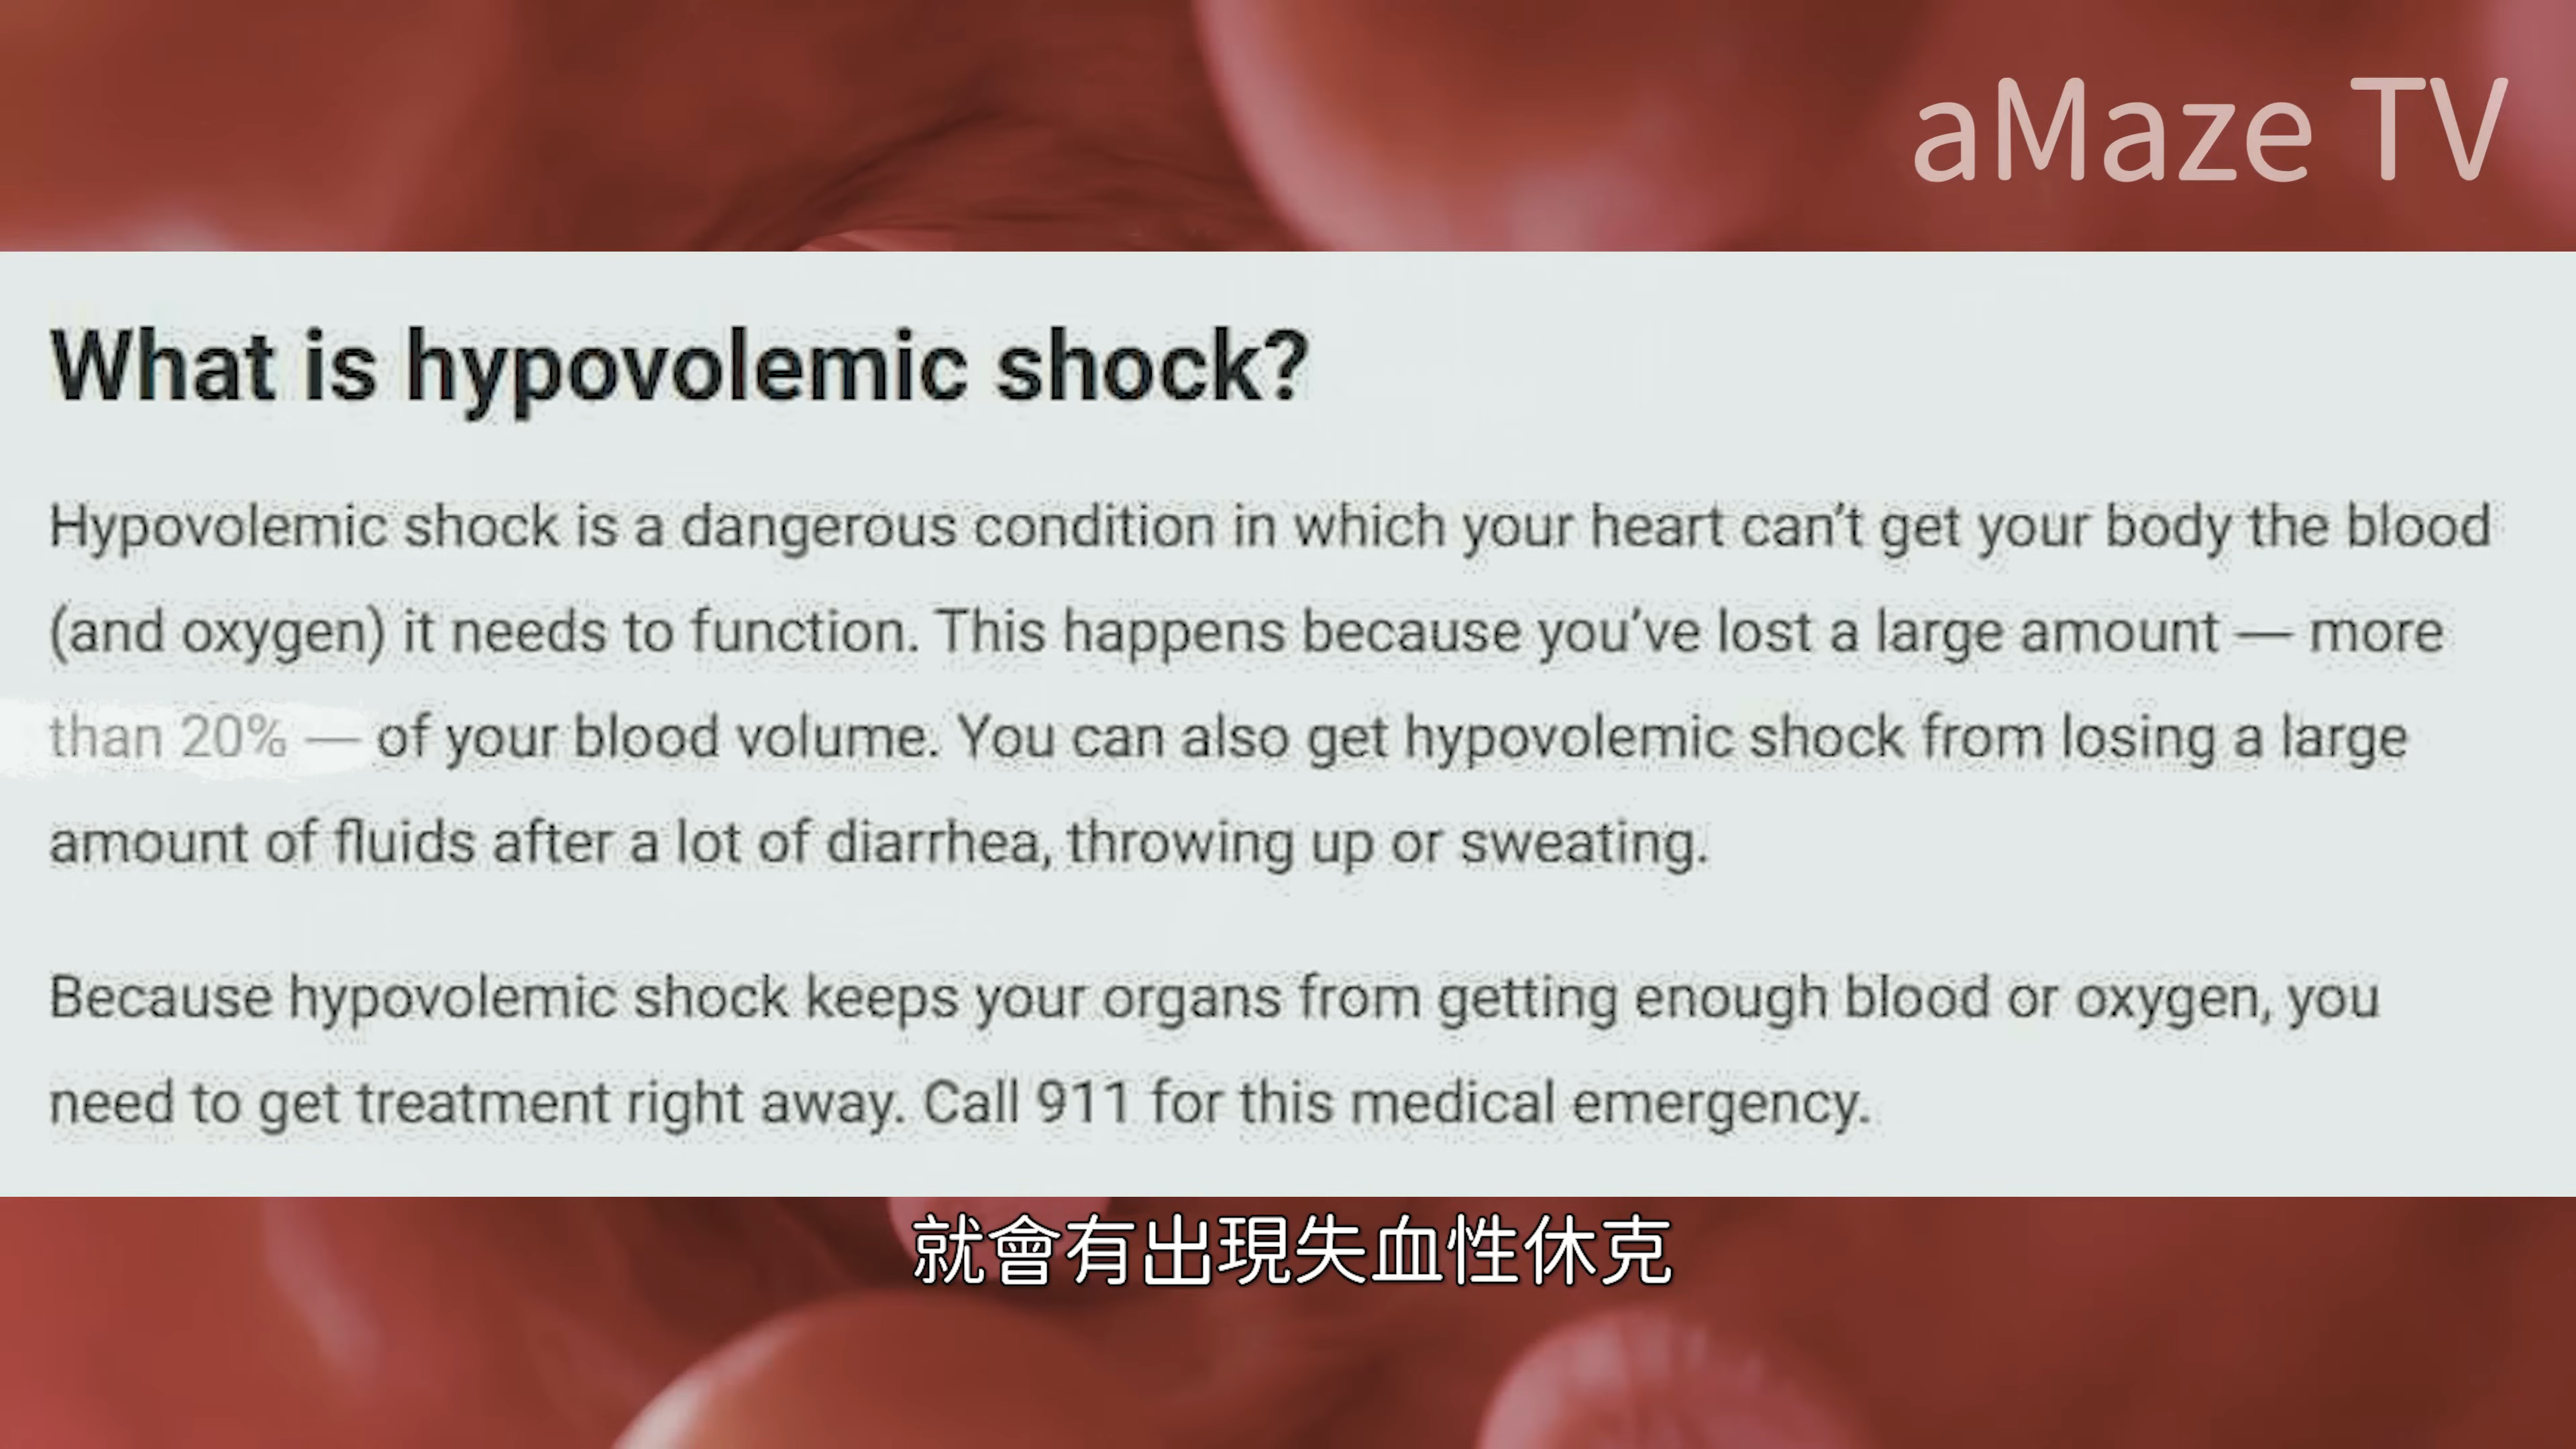 aMaze TV
What is hypovolemic shock?
Hypovolemic shock is a dangerous condition in which your heart can’t get your body the blood
(and oxygen) it needs to function. This happens because you’ve lost a large amount — more
than 20% — of your blood volume. You can also get hypovolemic shock from losing a large
amount of fluids after a lot of diarrhea, throwing up or sweating.
Because hypovolemic shock keeps your organs from getting enough blood or oxygen, you
need to get treatment right away. Call 911 for this medical emergency.
就會有出現失血性休克